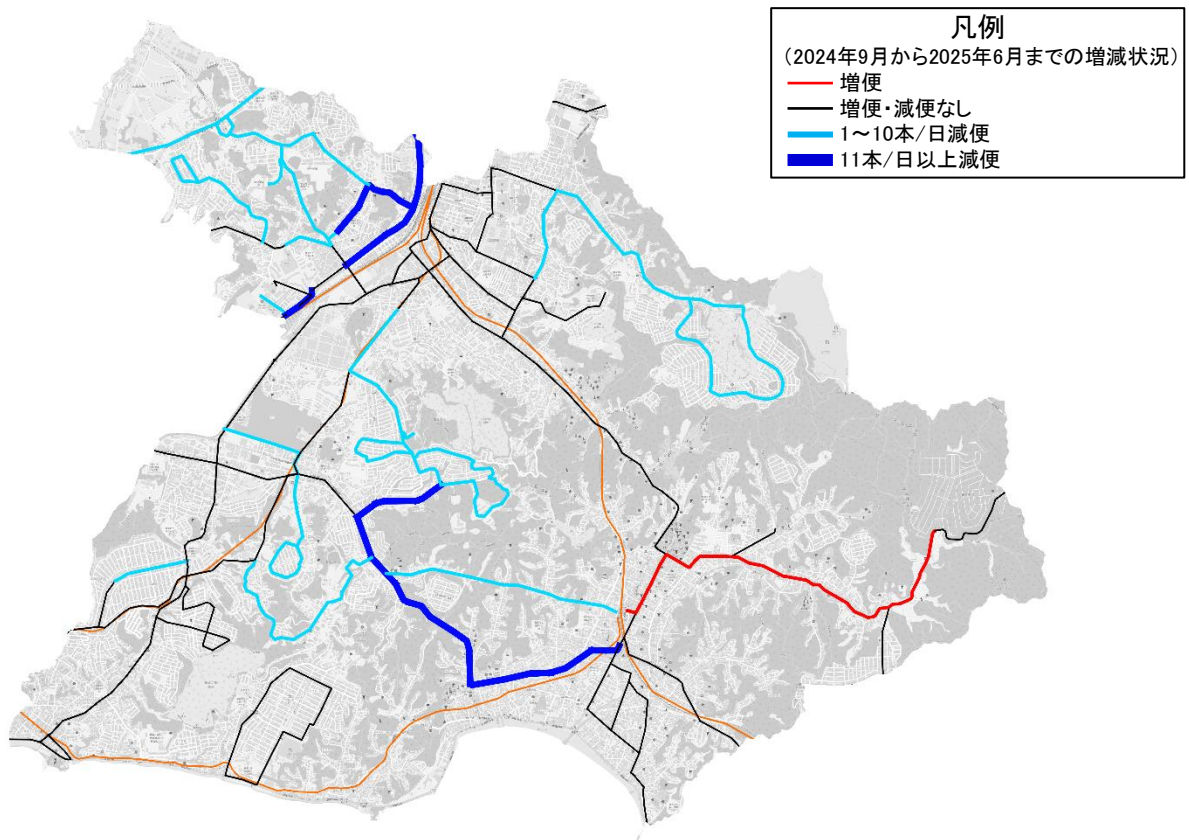 凡例
(2024年9月から2025年6月までの増減状況)
増便
増便・減便なし
1～10本/日減便
11本/日以上減便